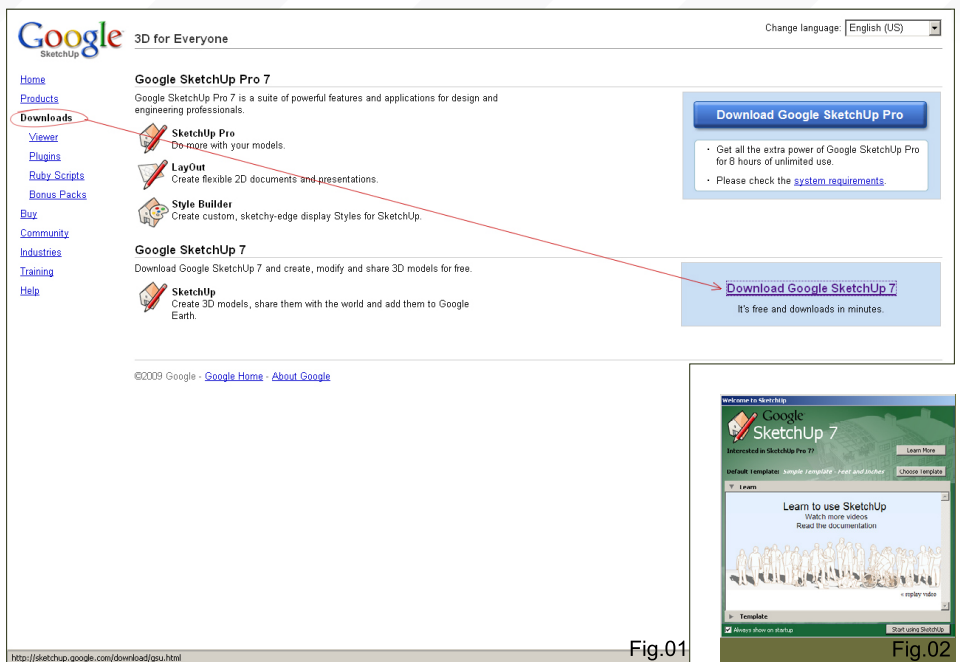 Google
SketchUp
3D for Everyone
Change language: English (US)
Home
Products
Downloads
Viewer
Plugins
Ruby Scripts
Bonus Packs
Buy
Community
Industries
Training
Help
Google SketchUp Pro 7
Google SketchUp Pro 7 is a suite of powerful features and applications for design and
engineering professionals.
SketchUp Pro
Do more with your models.
LayOut
Create flexible 2D documents and presentations.
Style Builder
Create custom, sketchy-edge display Styles for SketchUp.
Download Google SketchUp Pro
· Get all the extra power of Google SketchUp Pro
for 8 hours of unlimited use.
· Please check the system requirements.
Google SketchUp 7
Download Google SketchUp 7 and create, modify and share 3D models for free.
SketchUp
Create 3D models, share them with the world and add them to Google
Earth.
Download Google SketchUp 7
It's free and downloads in minutes.
©2009 Google - Google Home - About Google
http://sketchup.google.com/download/gsu.html
Fig.01
Welcome to SketchUp
Google
SketchUp 7
Interested in SketchUp Pro 7?
Learn More
Default Template: Simple Template - Feet and Inches
Choose Template
Learn
Learn to use SketchUp
Watch more videos
Read the documentation
« replay video
Template
Always show on startup
Start using SketchUp
Fig.02